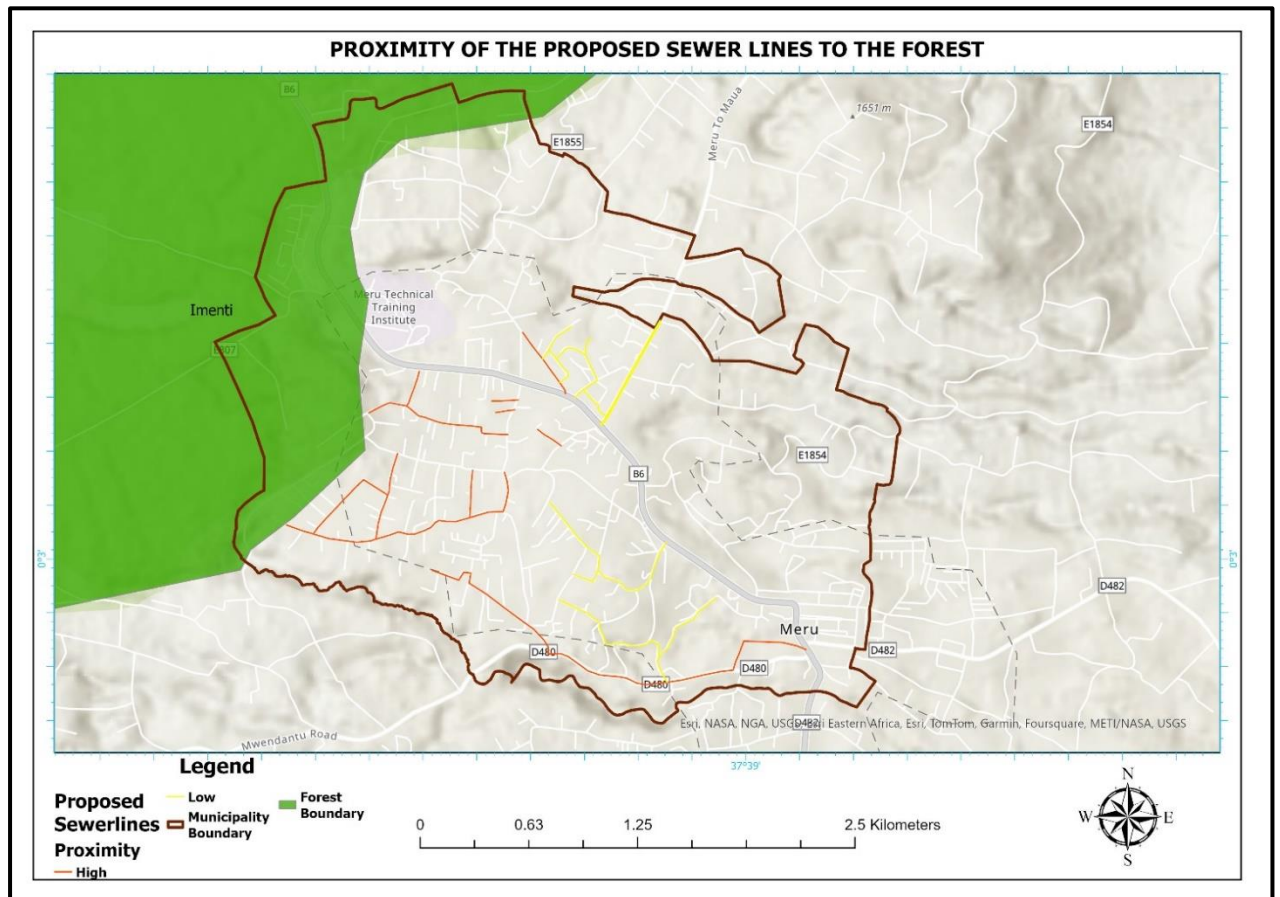 PROXIMITY OF THE PROPOSED SEWER LINES TO THE FOREST
B6
1651 m
E1854
Meru To Maua
E1855
Meru Technical
Training
Institute
Imenti
E1854
B6
0°3'
0°3'
D482
Meru
D480
D482
D480
D480
D482
Esri, NASA, NGA, USGS, Esri Eastern Africa, Esri, TomTom, Garmin, Foursquare, METI/NASA, USGS
Mwendantu Road
37°39'
Legend
Proposed
Sewerlines
Proximity
High
Low
Municipality
Boundary
Forest
Boundary
0 0.63 1.25 2.5 Kilometers
N
W E
S